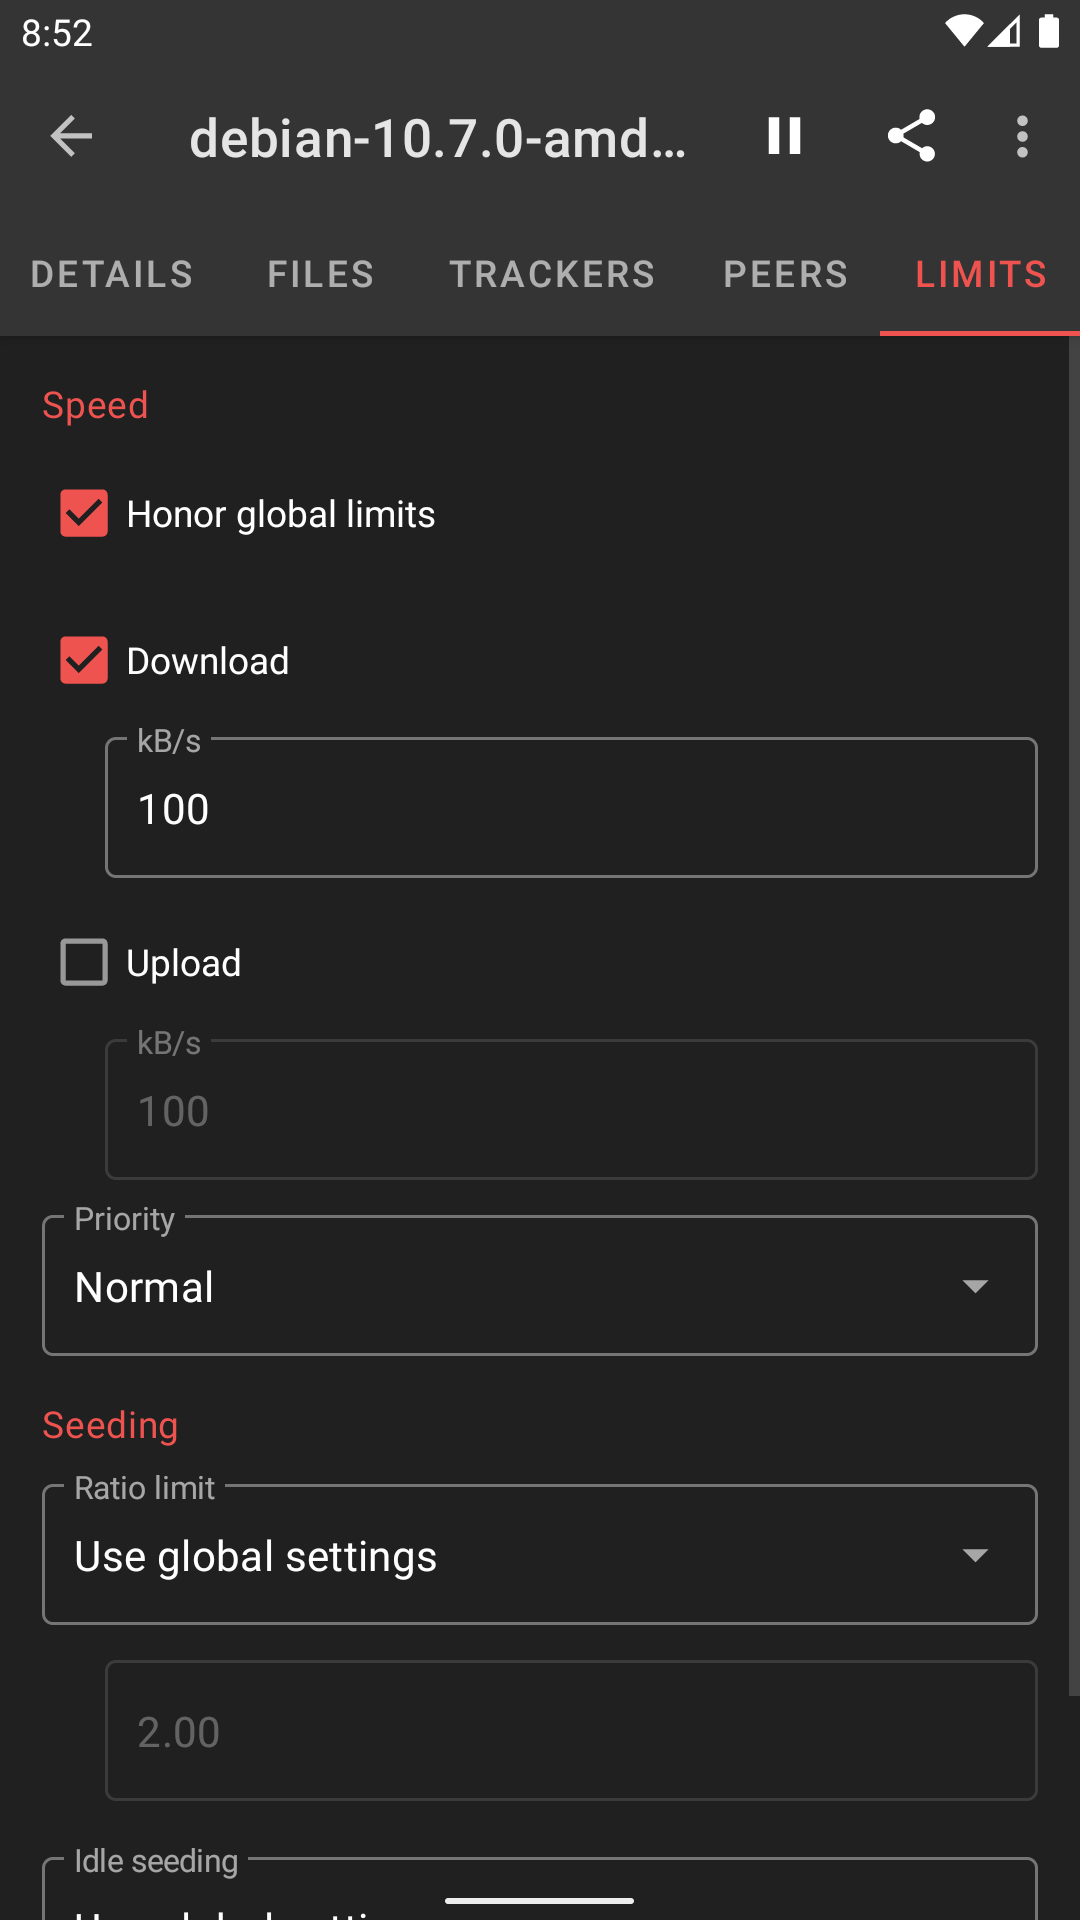 8:52
debian-10.7.0-amd…
DETAILS FILES TRACKERS PEERS LIMITS
Speed
Honor global limits
Download
kB/s
100
Upload
kB/s
100
Priority
Normal
Seeding
Ratio limit
Use global settings
2.00
Idle seeding